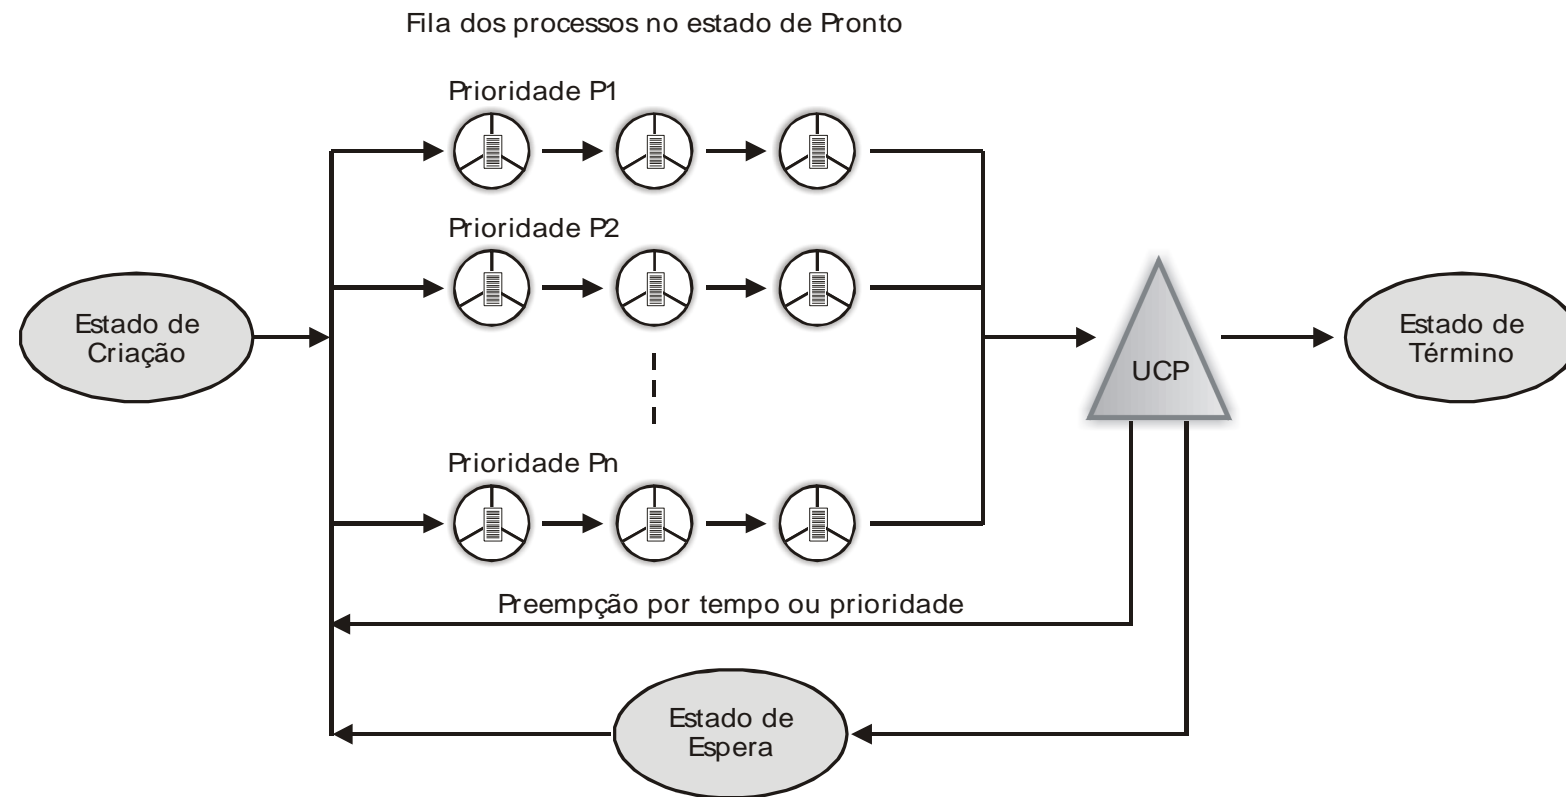 Fila dos processos no estado de Pronto
Prioridade P1
Prioridade P2
Estado de
Criação
UCP
Estado de
Término
Prioridade Pn
Preempção por tempo ou prioridade
Estado de
Espera